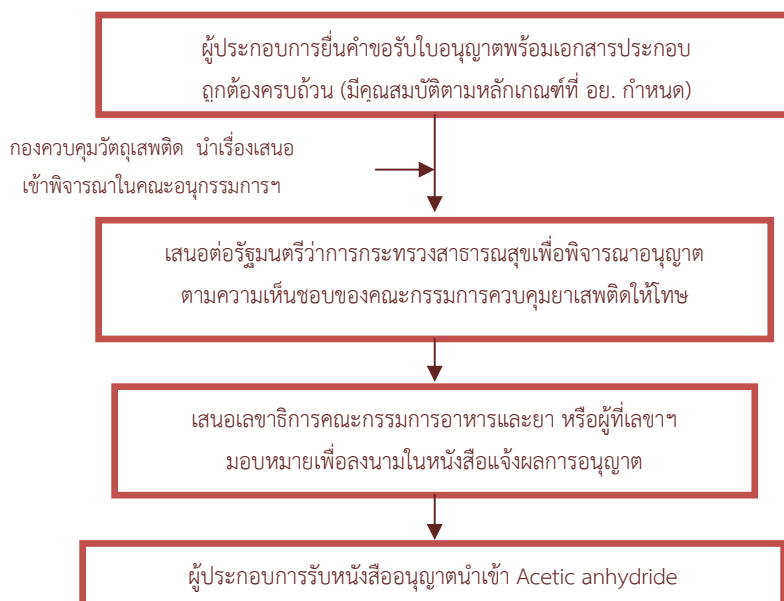 ผู้ประกอบการยื่นคำขอรับใบอนุญาตพร้อมเอกสารประกอบ
ถูกต้องครบถ้วน (มีคุณสมบัติตามหลักเกณฑ์ที่ อย. กำหนด)
กองควบคุมวัตถุเสพติด นำเรื่องเสนอ
เข้าพิจารณาในคณะอนุกรรมการฯ
เสนอต่อรัฐมนตรีว่าการกระทรวงสาธารณสุขเพื่อพิจารณาอนุญาต
ตามความเห็นชอบของคณะกรรมการควบคุมยาเสพติดให้โทษ
เสนอเลขาธิการคณะกรรมการอาหารและยา หรือผู้ที่เลขาฯ
มอบหมายเพื่อลงนามในหนังสือแจ้งผลการอนุญาต
ผู้ประกอบการรับหนังสืออนุญาตนำเข้า Acetic anhydride